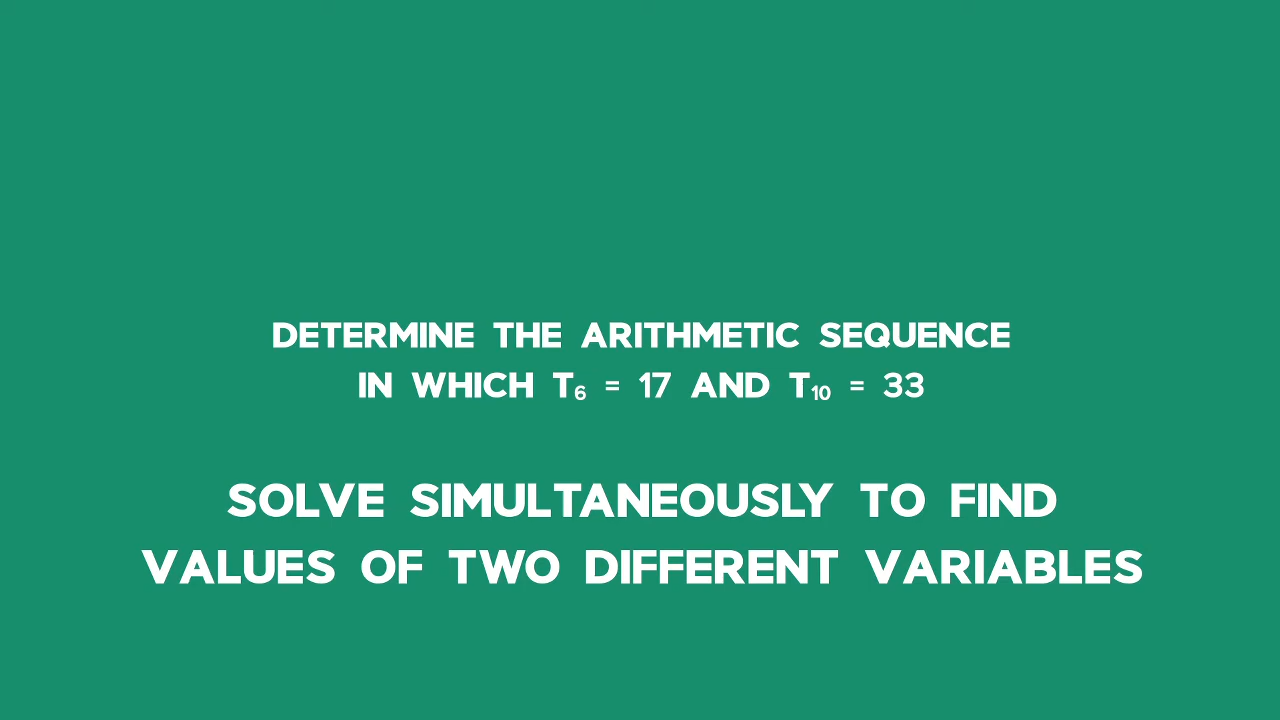 DETERMINE THE ARITHMETIC SEQUENCE
IN WHICH T₆ = 17 AND T₁₀ = 33
SOLVE SIMULTANEOUSLY TO FIND
VALUES OF TWO DIFFERENT VARIABLES